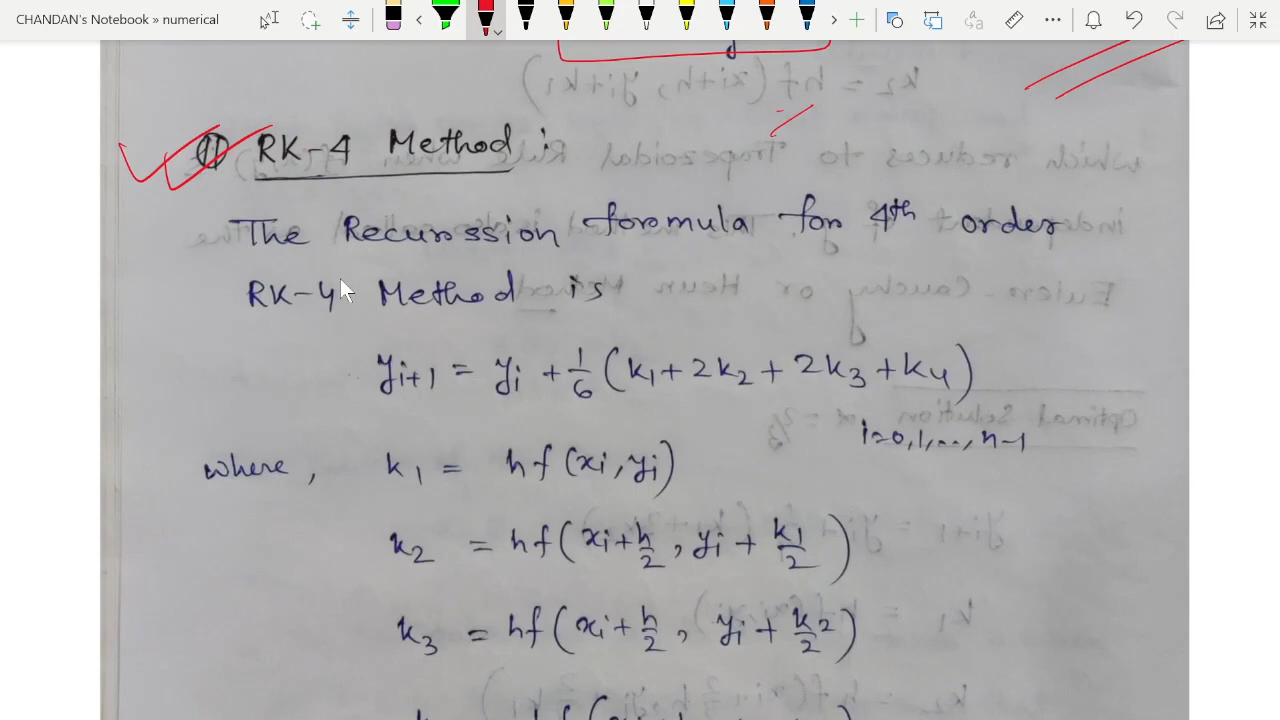 CHANDAN's Notebook » numerical
(11) RK-4 Method :
The Recurssion formula for 4th order
RK-4 Method is
yi+1 = yi + 1/6 (k1 + 2k2 + 2k3 + k4)
i=0,1,..., n-1
where, k1 = hf(xi, yi)
k2 = hf(xi + h/2, yi + k1/2)
k3 = hf(xi + h/2, yi + k2/2)